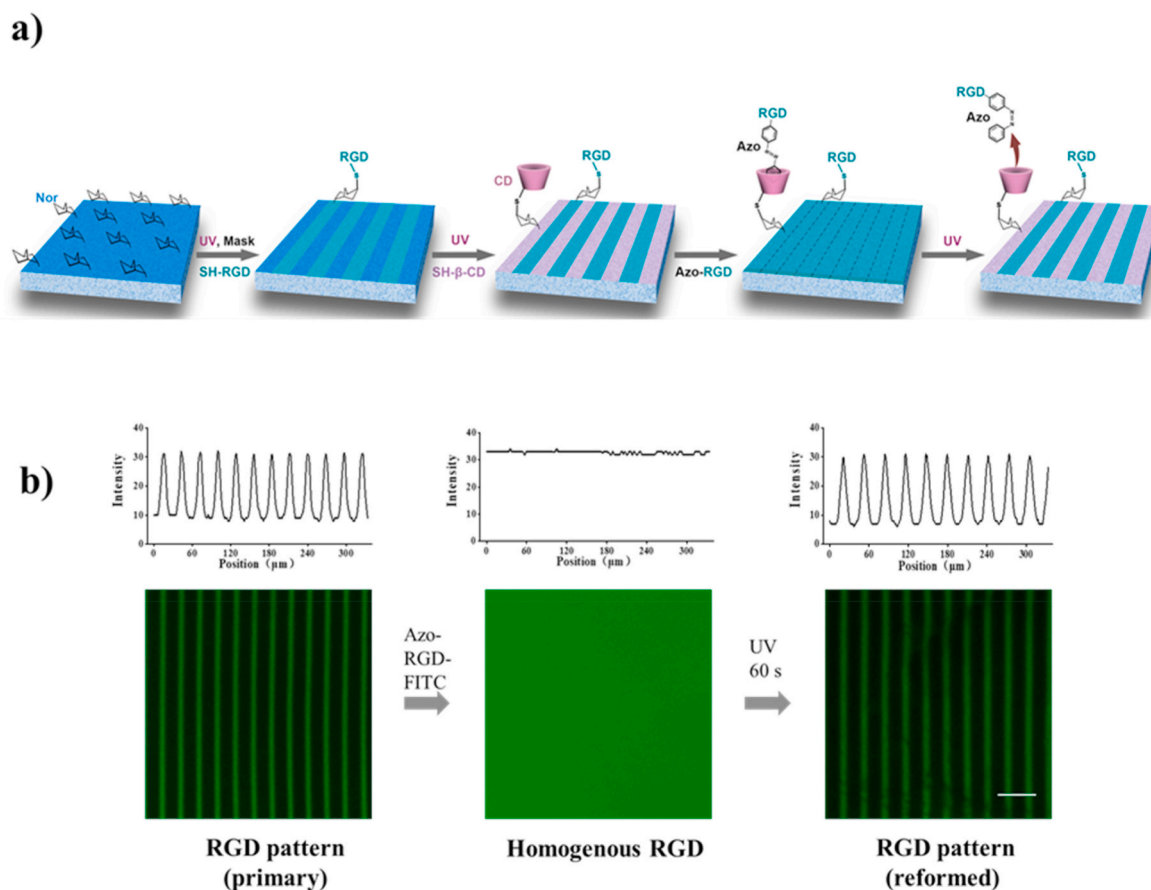 a)
Nor
UV, Mask
SH-RGD
RGD
S
CD
S
RGD
S
UV
SH-β-CD
RGD
Azo
N
N
S
RGD
S
Azo-RGD
UV
RGD
Azo
N
N
S
RGD
S
b)
Intensity
40
30
20
10
0
0 60 120 180 240 300
Position (µm)
Intensity
40
30
20
10
0
0 60 120 180 240 300
Position (µm)
Intensity
40
30
20
10
0
0 60 120 180 240 300
Position (µm)
Azo-
RGD-
FITC
UV
60 s
RGD pattern
(primary)
Homogenous RGD
RGD pattern
(reformed)